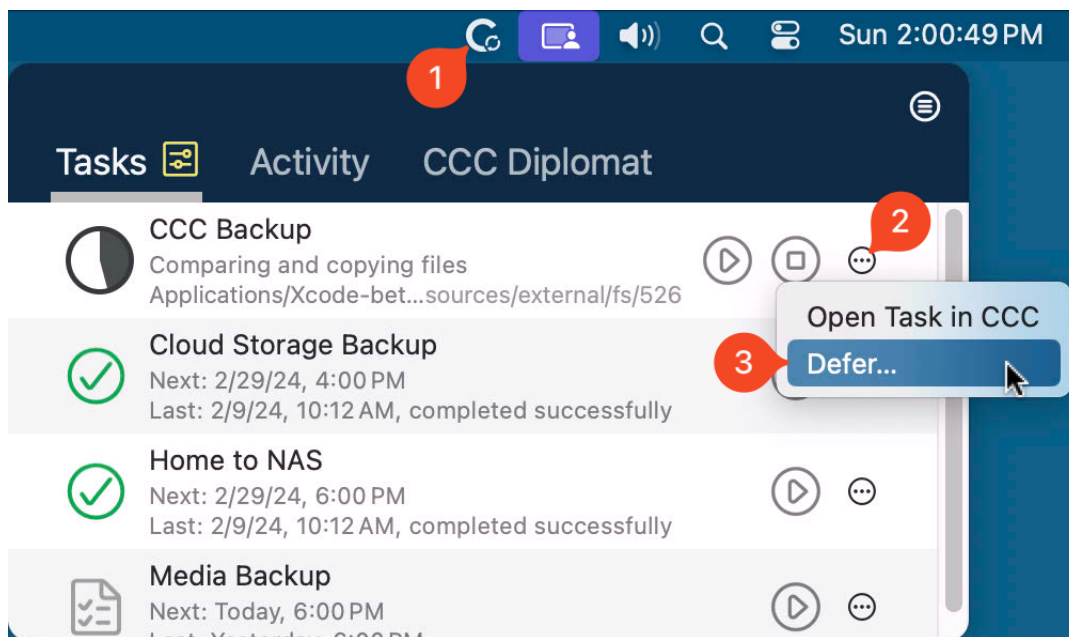 Sun 2:00:49 PM
1
Tasks Activity CCC Diplomat
CCC Backup
Comparing and copying files
Applications/Xcode-bet...sources/external/fs/526
2
Open Task in CCC
3 Defer...
Cloud Storage Backup
Next: 2/29/24, 4:00 PM
Last: 2/9/24, 10:12 AM, completed successfully
Home to NAS
Next: 2/29/24, 6:00 PM
Last: 2/9/24, 10:12 AM, completed successfully
Media Backup
Next: Today, 6:00 PM